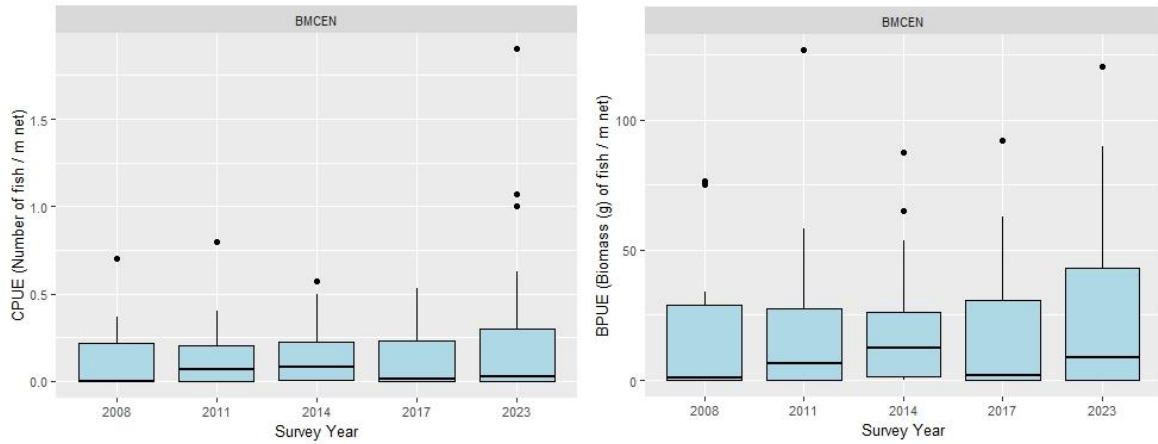 BMCEN
CPUE (Number of fish / m net)
1.5
1.0
0.5
0.0
2008 2011 2014 2017 2023
Survey Year
BMCEN
BPUE (Biomass (g) of fish / m net)
100
50
0
2008 2011 2014 2017 2023
Survey Year